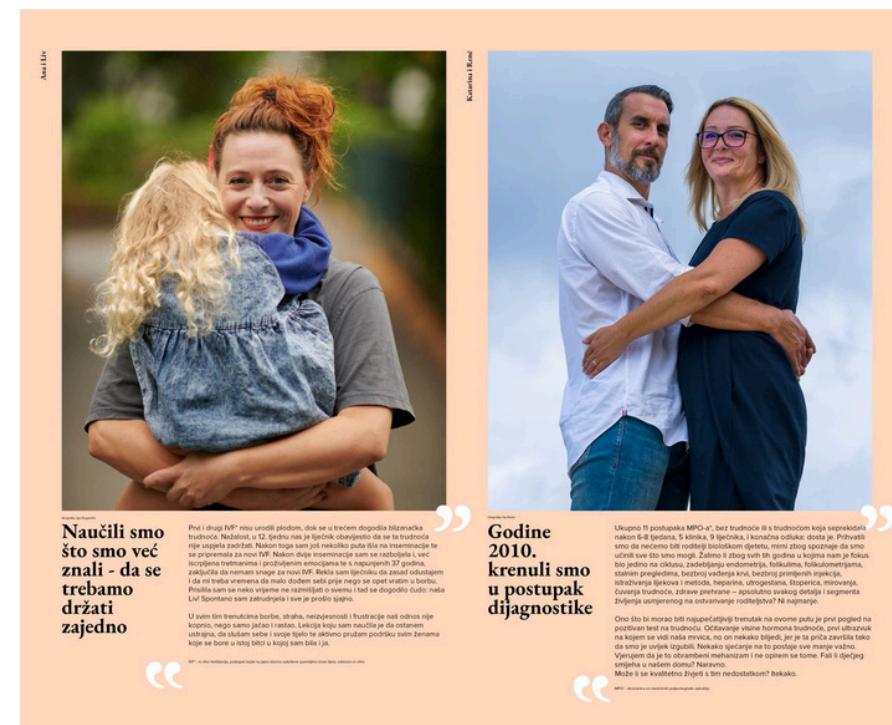 Ana i Liv
Naučili smo
što smo već
znali - da se
trebamo
držati
zajedno
Prvi i drugi IVF* nisu urodili plodom, dok se u trećem dogodila blizanačka
trudnoća. Nažalost, u 12. tjednu nas je liječnik obavijestio da se ta trudnoća
nije uspjela zadržati. Nakon toga sam još nekoliko puta išla na inseminacije te
se pripremala za novi IVF. Nakon dvije inseminacije sam se razboljela i, već
iscrpljena tretmanima i proživljenim emocijama te s napunjenih 37 godina,
zaključila da nemam snage za novi IVF. Rekla sam liječniku da zasad odustajem
i da mi treba vremena da malo dođem sebi prije nego se opet vratim u borbu.
Prisilila sam se neko vrijeme ne razmišljati o svemu i tad se dogodilo čudo: naša
Liv! Spontano sam zatrudnjela i sve je prošlo sjajno.
U svim tim trenutcima borbe, straha, neizvjesnosti i frustracije naš odnos nije
kopnio, nego samo jačao i rastao. Lekcija koju sam naučila je da ostanem
ustrajna, da slušam sebe i svoje tijelo te aktivno pružam podršku svim ženama
koje se bore u istoj bitci u kojoj sam bila i ja.
Katarina i René
Godine
2010.
krenuli smo
u postupak
dijagnostike
Ukupno 11 postupaka MPO-a*, bez trudnoće ili s trudnoćom koja seprekidala
nakon 6-8 tjedana, 5 klinika, 9 liječnika, i konačna odluka: dosta je. Prihvatili
smo da nećemo biti roditelji biološkom djetetu, mirni zbog spoznaje da smo
učinili sve što smo mogli. Žalimo li zbog svih tih godina u kojima nam je fokus
bio jedino na ciklusu, zadebljanju endometrija, folikulima, folikulometrijama,
stalnim pregledima, bezbroj vađenja krvi, bezbroj primljenih injekcija,
istraživanja lijekova i metoda, heparina, utrogestana, štoperica, mirovanja,
čuvanja trudnoće, zdrave prehrane – apsolutno svakog detalja i segmenta
življenja usmjerenog na ostvarivanje roditeljstva? Ni najmanje.
Ono što bi morao biti najupečatljiviji trenutak na ovome putu je prvi pogled na
pozitivan test na trudnoću. Očitavanje visine hormona trudnoće, prvi ultrazvuk
na kojem se vidi naša mrvica, no on nekako blijedi, jer je ta priča završila tako
da smo je uvijek izgubili. Nekako sjećanje na to postaje sve manje važno.
Vjerujem da je to obrambeni mehanizam i ne opirem se tome. Fali li dječjeg
smijeha u našem domu? Naravno.
Može li se kvalitetno živjeti s tim nedostatkom? Itekako.